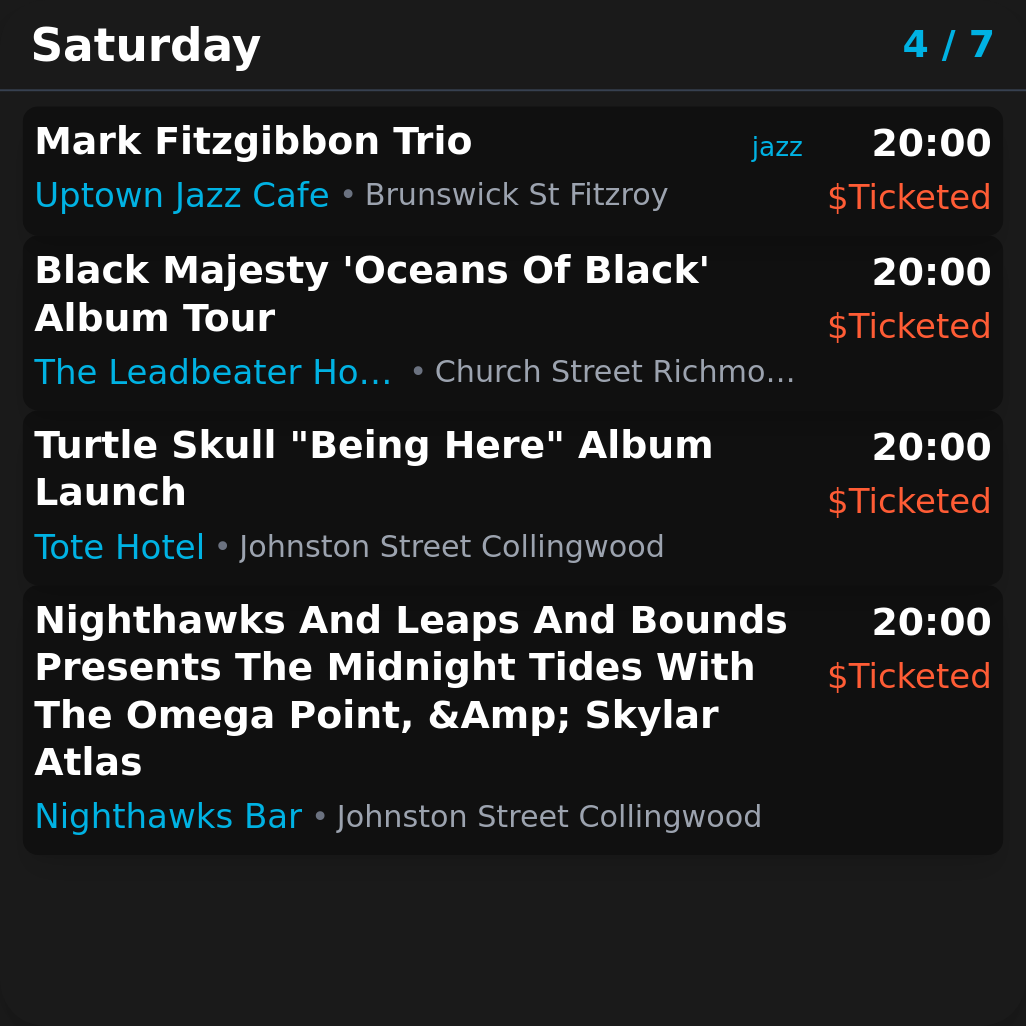 Saturday 4 / 7
Mark Fitzgibbon Trio jazz 20:00
Uptown Jazz Cafe • Brunswick St Fitzroy $Ticketed
Black Majesty 'Oceans Of Black' 20:00
Album Tour $Ticketed
The Leadbeater Ho... • Church Street Richmo...
Turtle Skull "Being Here" Album 20:00
Launch $Ticketed
Tote Hotel • Johnston Street Collingwood
Nighthawks And Leaps And Bounds 20:00
Presents The Midnight Tides With $Ticketed
The Omega Point, &Amp; Skylar
Atlas
Nighthawks Bar • Johnston Street Collingwood